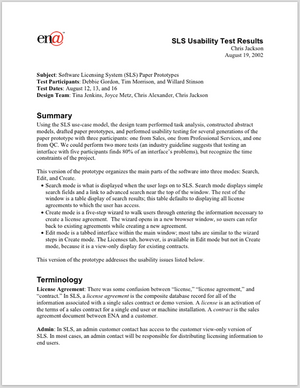 ena
SLS Usability Test Results
Chris Jackson
August 19, 2002
Subject: Software Licensing System (SLS) Paper Prototypes
Test Participants: Debbie Gordon, Tim Morrison, and Willard Stinson
Test Dates: August 12, 13, and 16
Design Team: Tina Jenkins, Joyce Metz, Chris Alexander, Chris Jackson
Summary
Using the SLS use-case model, the design team performed task analysis, constructed abstract
models, drafted paper prototypes, and performed usability testing for several generations of the
paper prototype with three participants: one from Sales, one from Professional Services, and one
from QC. We could perform two more tests (an industry guideline suggests that testing an
interface with five participants finds 80% of an interface's problems), but recognize the time
constraints of the project.
This version of the prototype organizes the main parts of the software into three modes: Search,
Edit, and Create.
• Search mode is what is displayed when the user logs on to SLS. Search mode displays simple
search fields and a link to advanced search near the top of the window. The rest of the
window is a table display of search results; this table defaults to displaying all license
agreements to which the user has access.
• Create mode is a five-step wizard to walk users through entering the information necessary to
create a license agreement. The wizard opens in a new browser window, so users can refer
back to existing agreements while creating a new agreement.
• Edit mode is a tabbed interface within the main window; most tabs are similar to the wizard
steps in Create mode. The Licenses tab, however, is available in Edit mode but not in Create
mode, because it is a view-only display for existing contracts.
This version of the prototype addresses the usability issues listed below.
Terminology
License Agreement: There was some confusion between "license," "license agreement," and
"contract." In SLS, a license agreement is the composite database record for all of the
information associated with a single sales contract or demo version. A license is an activation of
the terms of a sales contract for a single end user or machine installation. A contract is the sales
agreement document between ENA and a customer.
Admin: In SLS, an admin customer contact has access to the customer view-only version of
SLS. In most cases, an admin contact will be responsible for distributing licensing information to
end users.